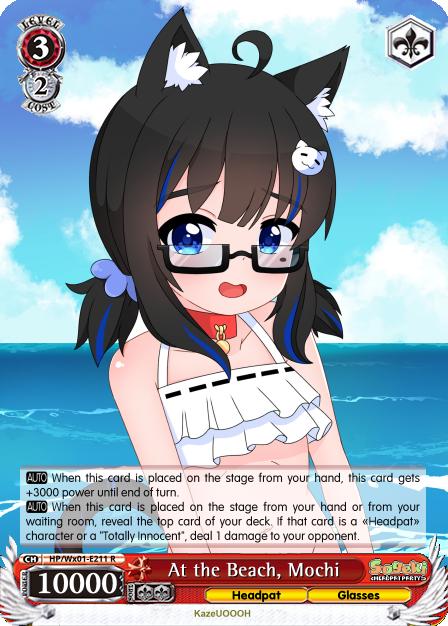 LEVEL
3
2
COST
AUTO When this card is placed on the stage from your hand, this card gets
+3000 power until end of turn.
AUTO When this card is placed on the stage from your hand or from your
waiting room, reveal the top card of your deck. If that card is a «Headpat»
character or a "Totally Innocent", deal 1 damage to your opponent.
CH HP/Wx01-E211 R
POWER 10000 SOUL At the Beach, Mochi
HEADPAT PARTY
Headpat Glasses
KazeUOOOH